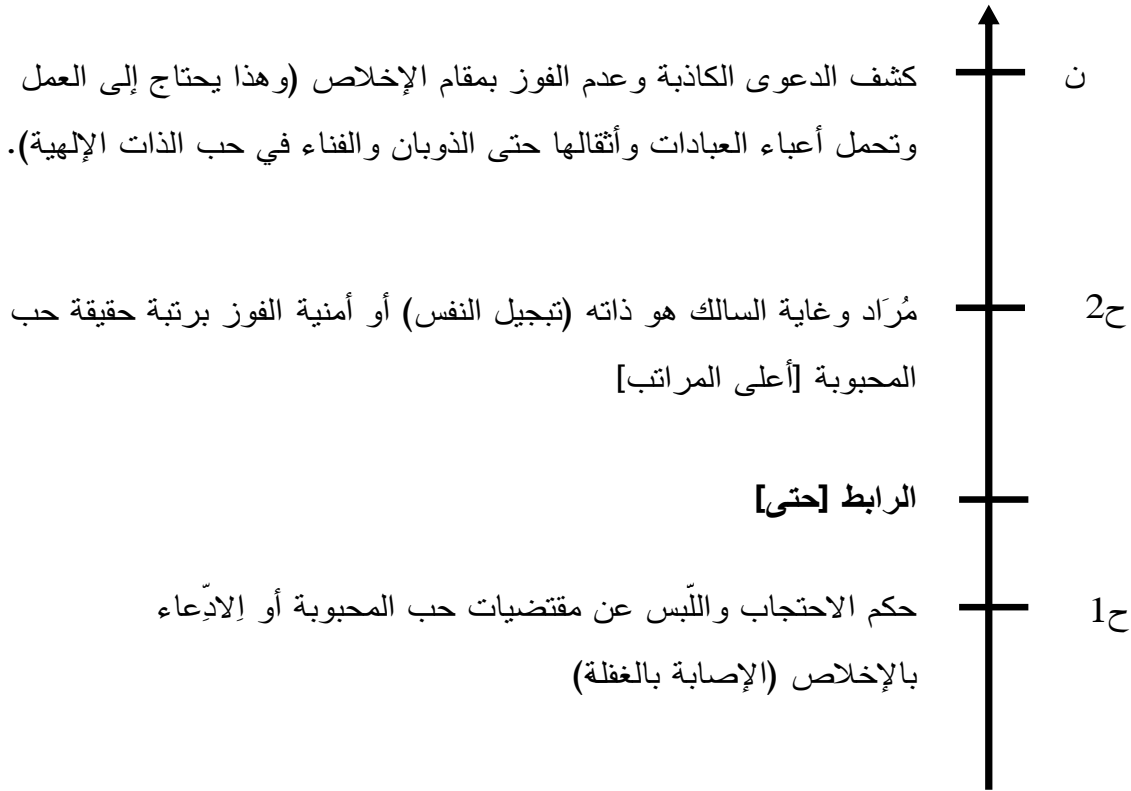 ن كشف الدعوى الكاذبة وعدم الفوز بمقام الإخلاص (وهذا يحتاج إلى العمل
وتحمل أعباء العبادات وأثقالها حتى الذوبان والفناء في حب الذات الإلهية).
ح2 مُرَاد وغاية السالك هو ذاته (تبجيل النفس) أو أمنية الفوز برتبة حقيقة حب
المحبوبة [أعلى المراتب]
الرابط [حتى]
ح1 حكم الاحتجاب واللّبس عن مقتضيات حب المحبوبة أو اِلادِّعاء
بالإخلاص (الإصابة بالغفلة)